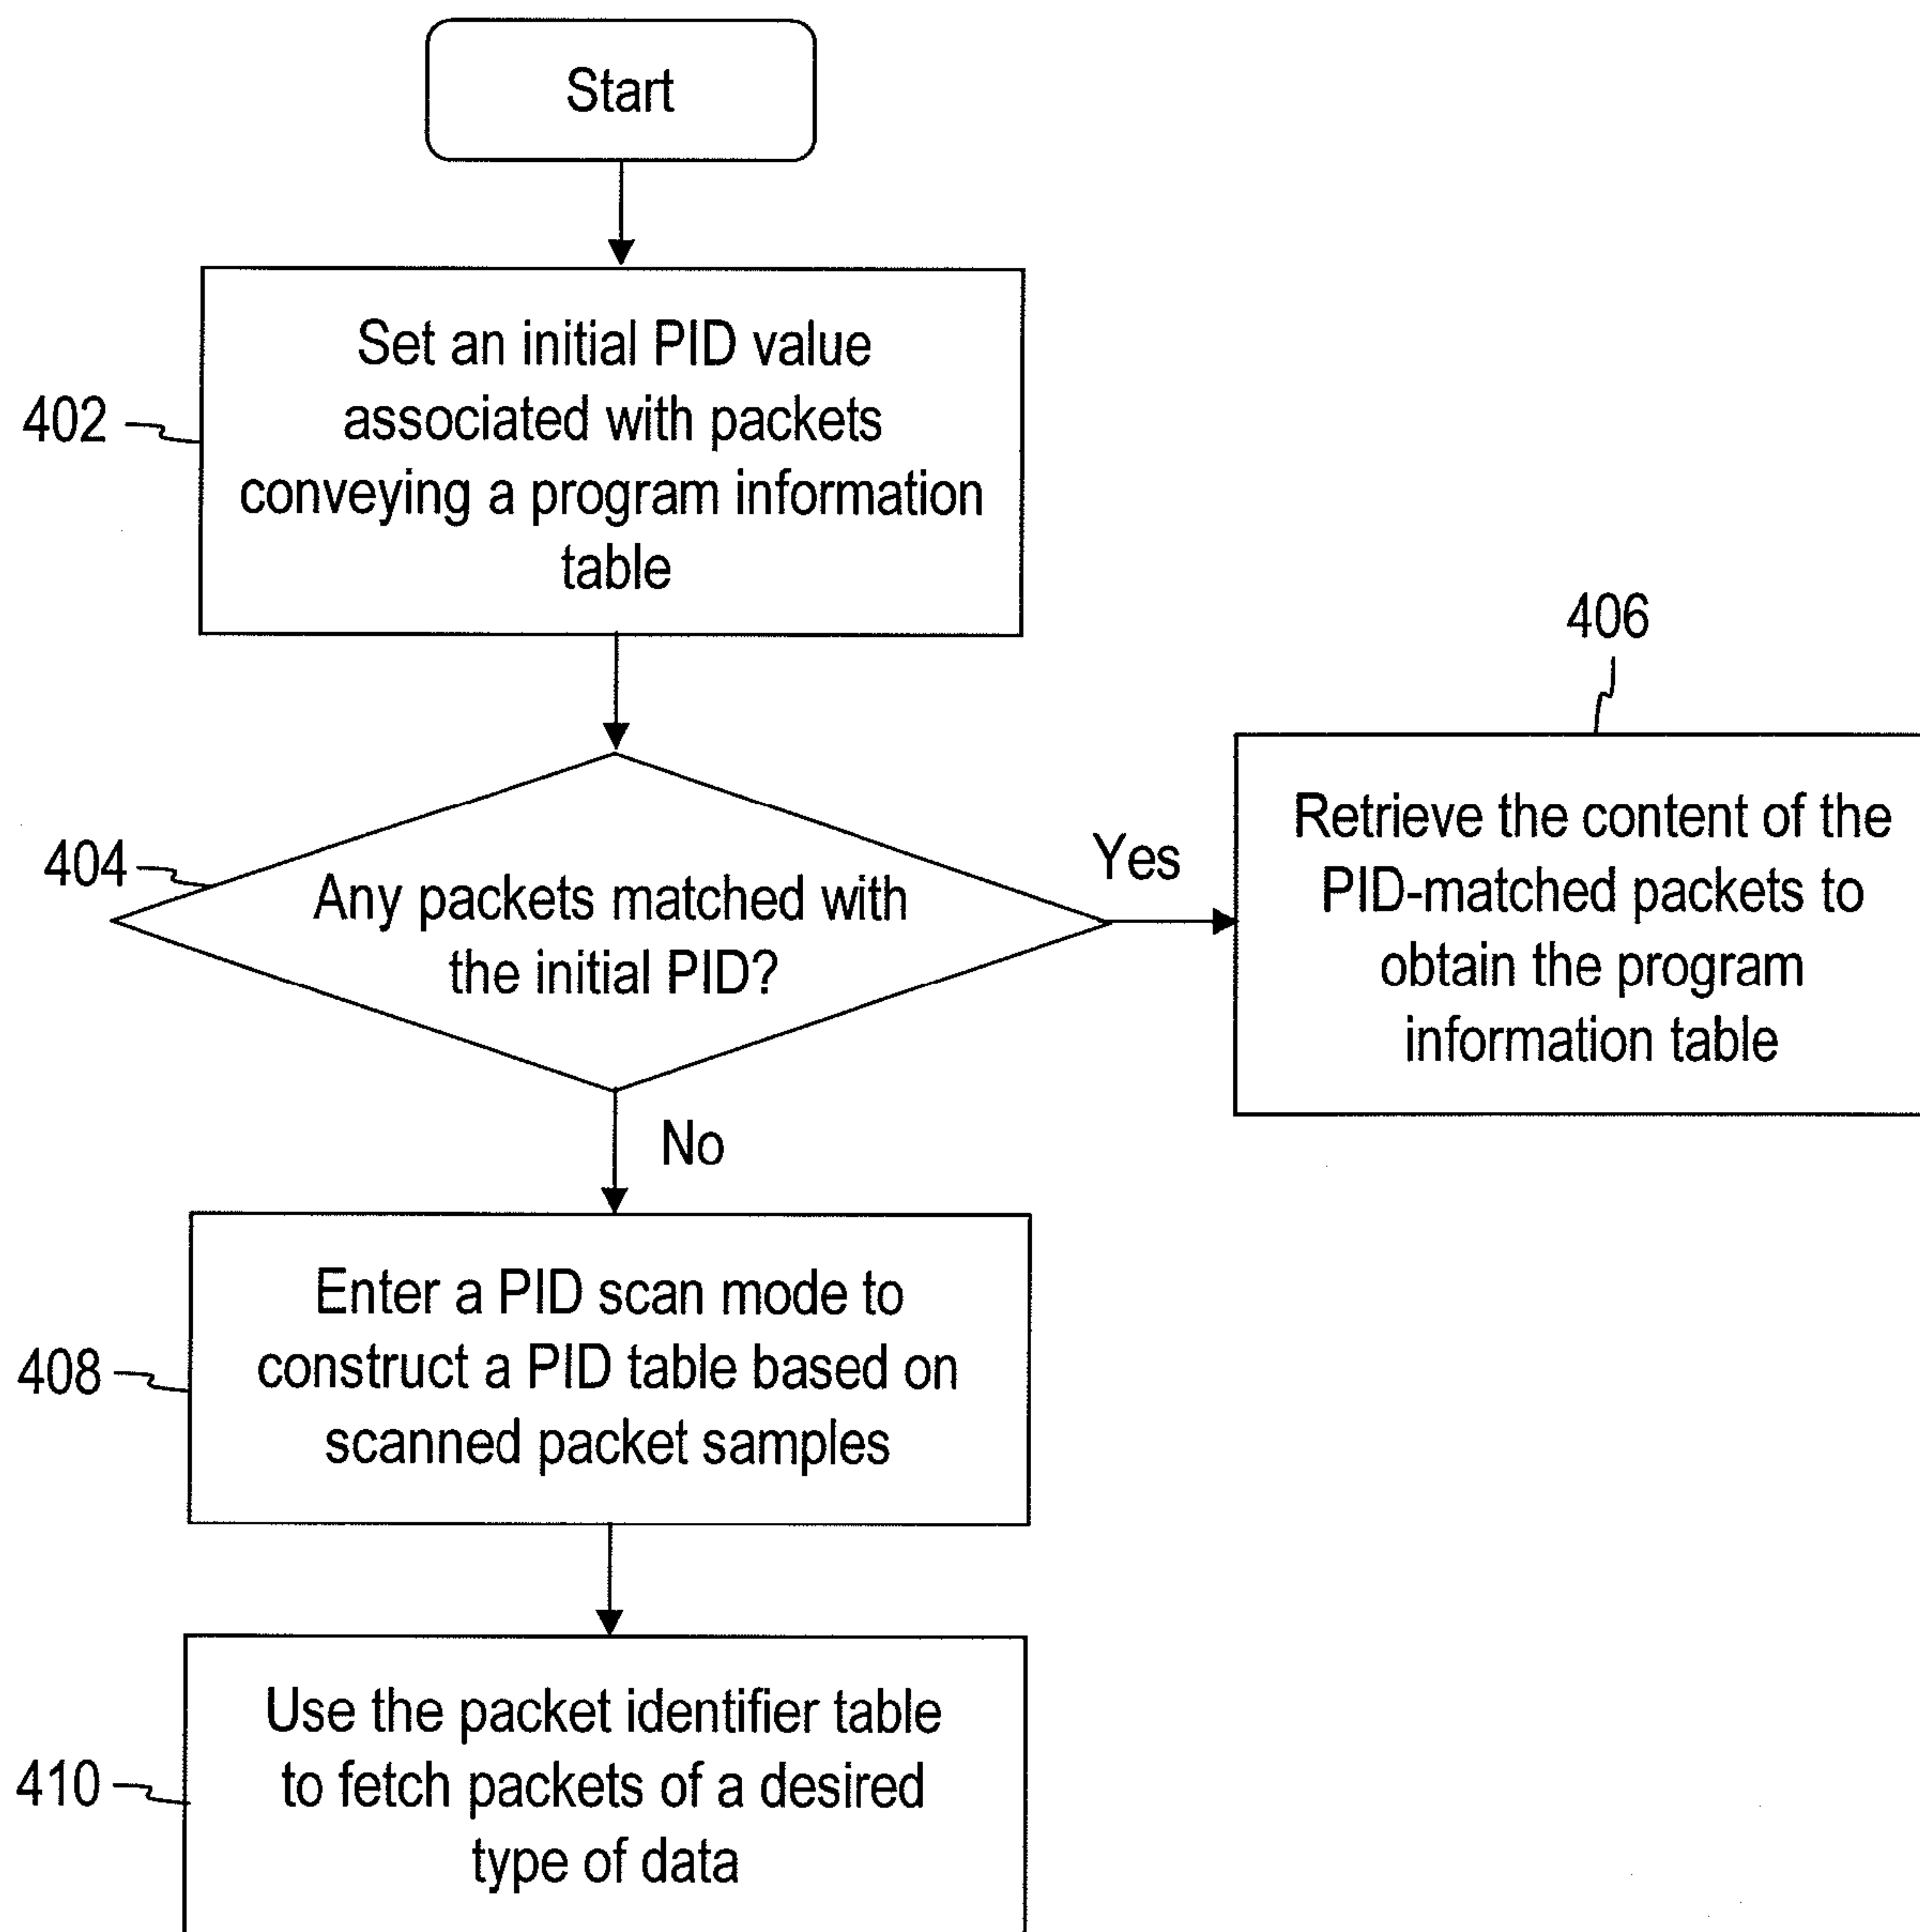 Start
402
Set an initial PID value
associated with packets
conveying a program information
table
404
Any packets matched with
the initial PID?
Yes
406
Retrieve the content of the
PID-matched packets to
obtain the program
information table
No
408
Enter a PID scan mode to
construct a PID table based on
scanned packet samples
410
Use the packet identifier table
to fetch packets of a desired
type of data